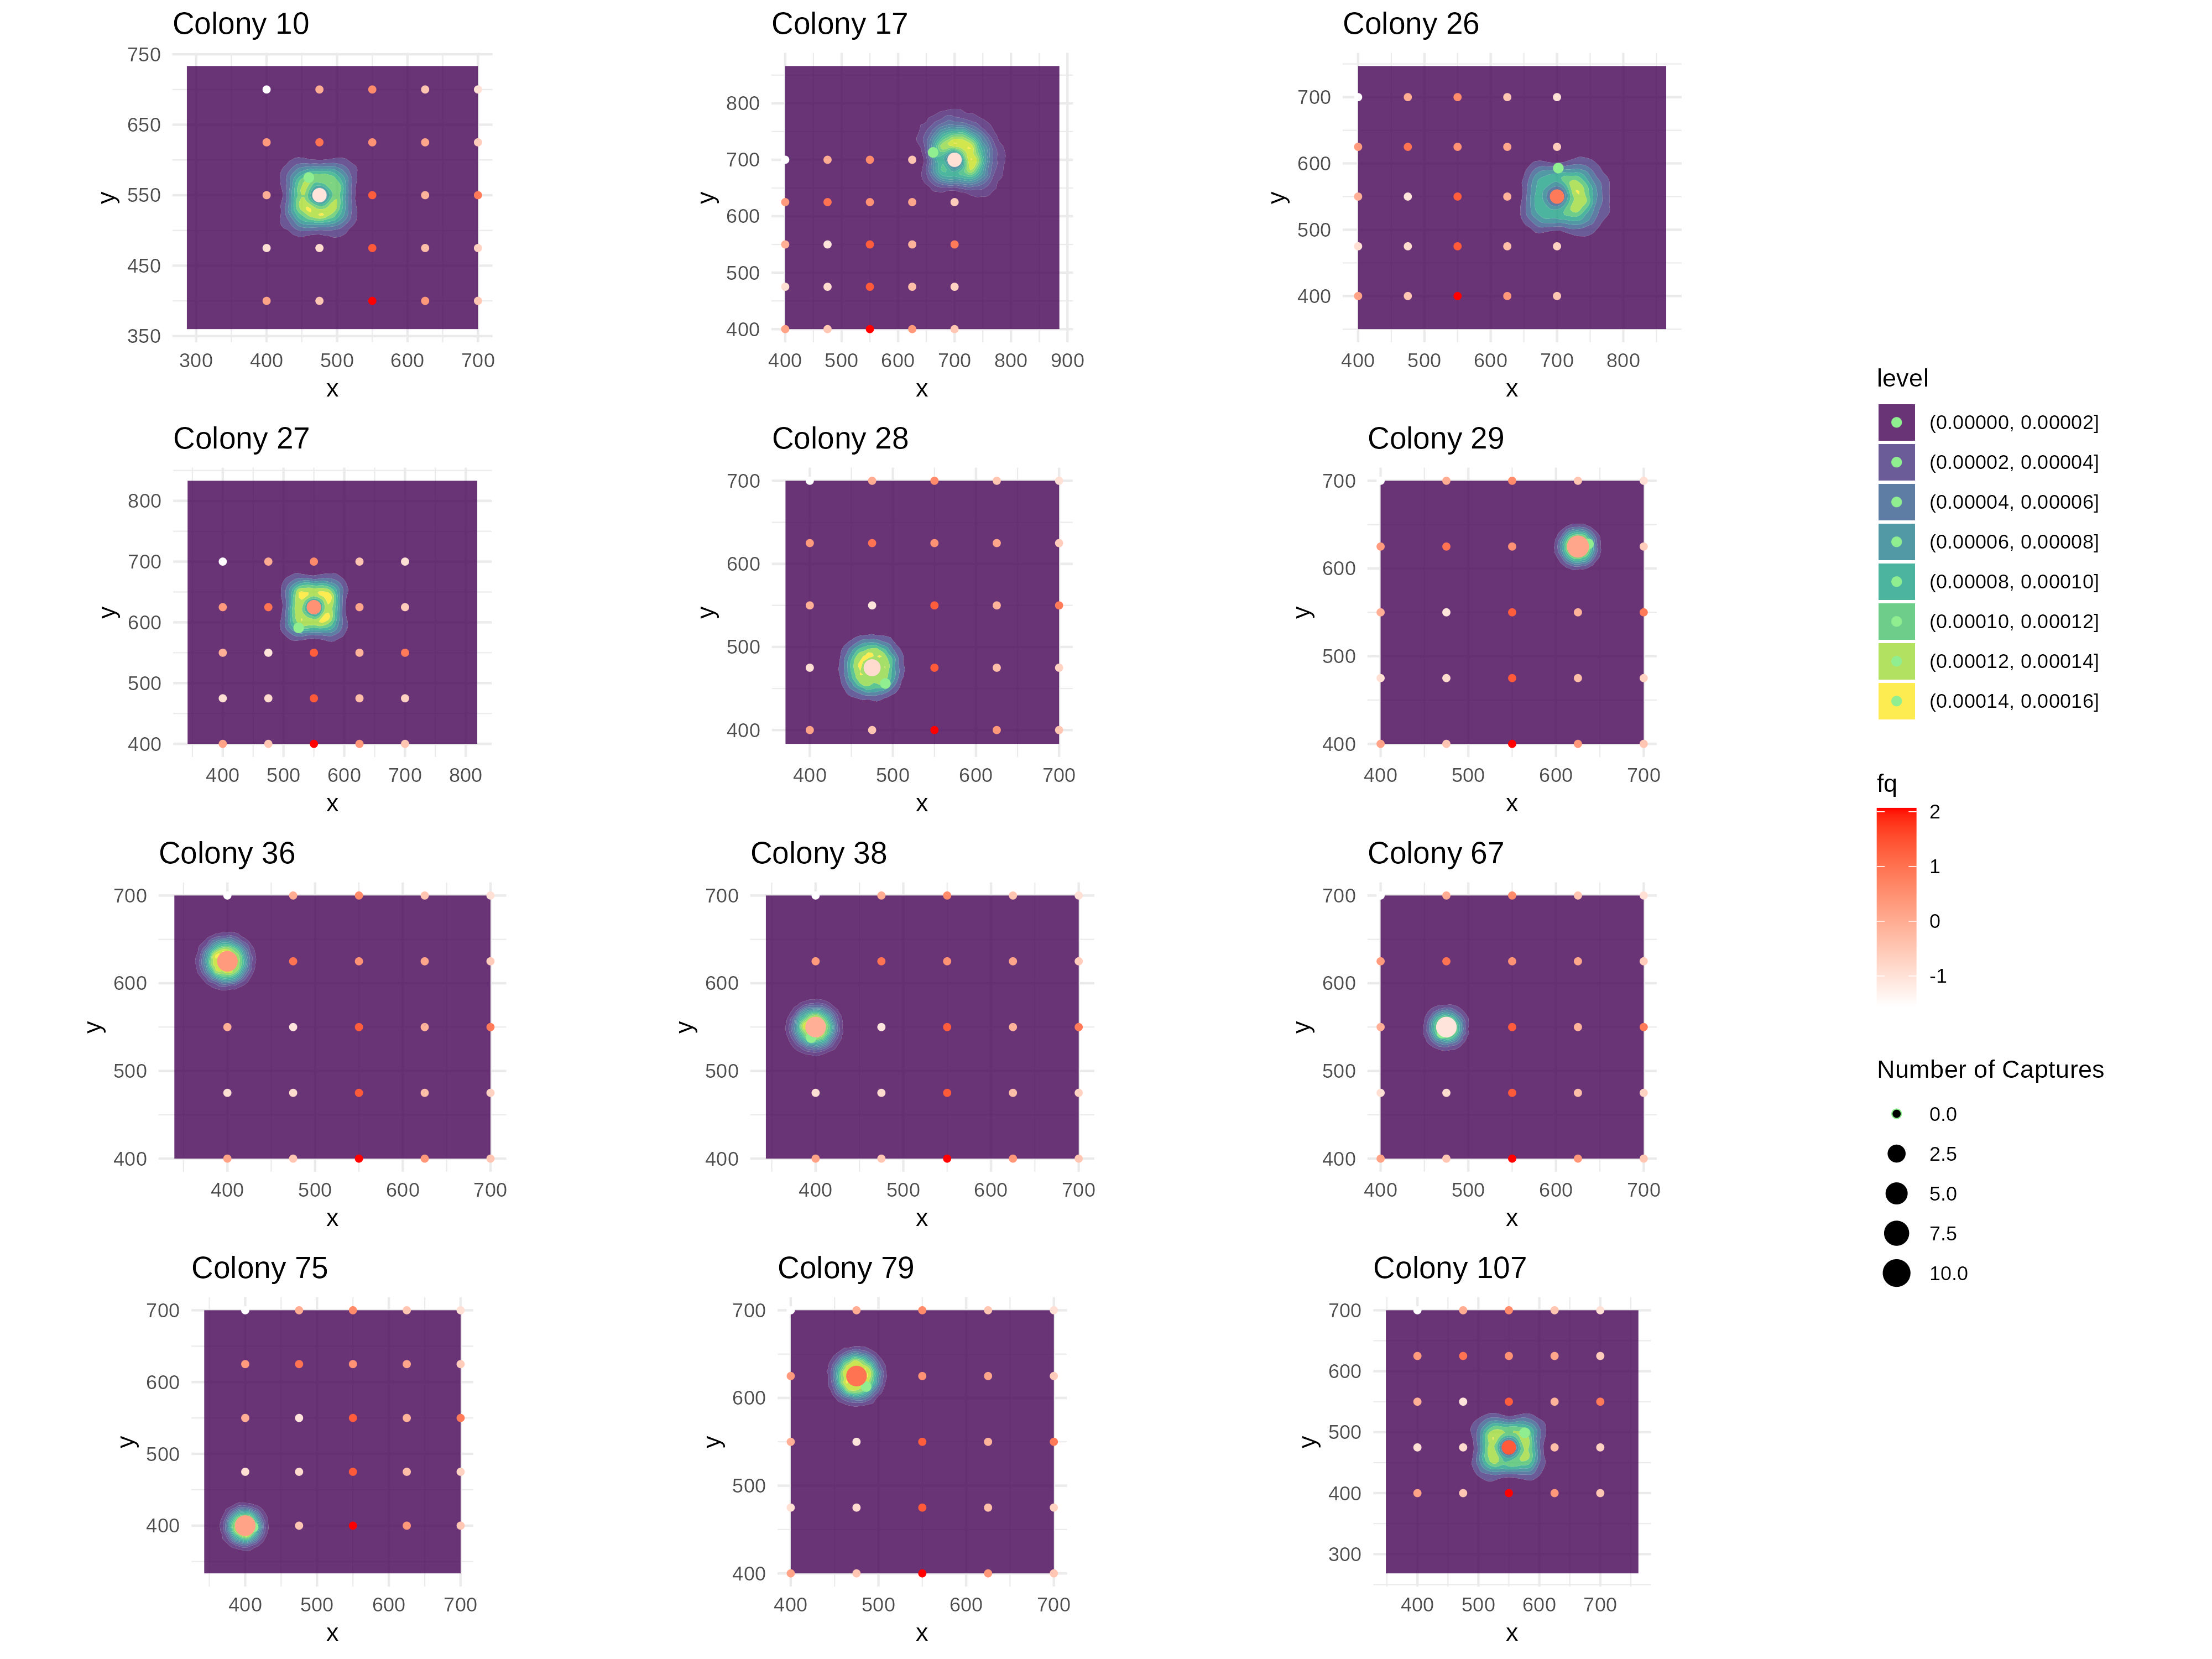 Colony 10
Colony 17
Colony 26
750
650
550
450
350
y
300 400 500 600 700
x
800
700
600
500
400
y
400 500 600 700 800 900
x
700
600
500
400
y
400 500 600 700 800
x
Colony 27
Colony 28
Colony 29
800
700
600
500
400
y
400 500 600 700 800
x
700
600
500
400
y
400 500 600 700
x
700
600
500
400
y
400 500 600 700
x
Colony 36
Colony 38
Colony 67
700
600
500
400
y
400 500 600 700
x
700
600
500
400
y
400 500 600 700
x
700
600
500
400
y
400 500 600 700
x
Colony 75
Colony 79
Colony 107
700
600
500
400
y
400 500 600 700
x
700
600
500
400
y
400 500 600 700
x
700
600
500
400
300
y
400 500 600 700
x
level
(0.00000, 0.00002]
(0.00002, 0.00004]
(0.00004, 0.00006]
(0.00006, 0.00008]
(0.00008, 0.00010]
(0.00010, 0.00012]
(0.00012, 0.00014]
(0.00014, 0.00016]
fq
2
1
0
-1
Number of Captures
0.0
2.5
5.0
7.5
10.0